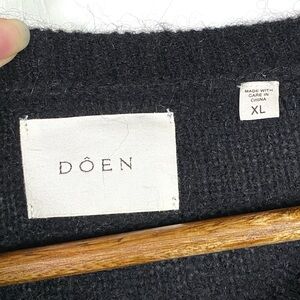 DÔEN
MADE WITH
CARE IN
CHINA
XL